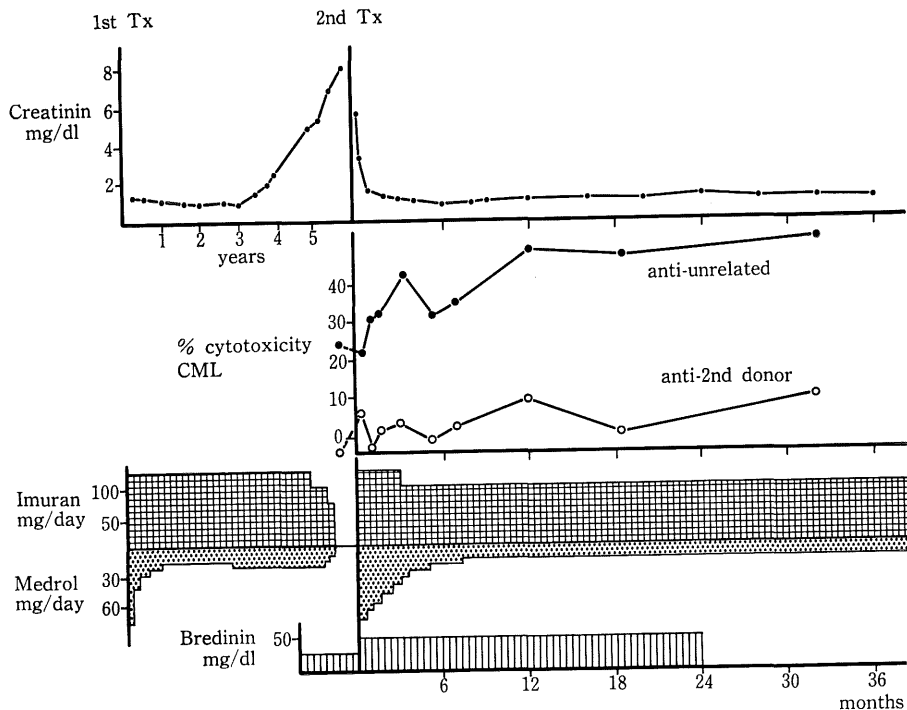 1st Tx
2nd Tx
Creatinin
mg/dl
8
6
4
2
1 2 3 4 5
years
% cytotoxicity
CML
40
30
20
10
0
anti-unrelated
anti-2nd donor
Imuran
mg/day
100
50
Medrol
mg/day
30
60
Bredinin
mg/dl
50
6 12 18 24 30 36
months